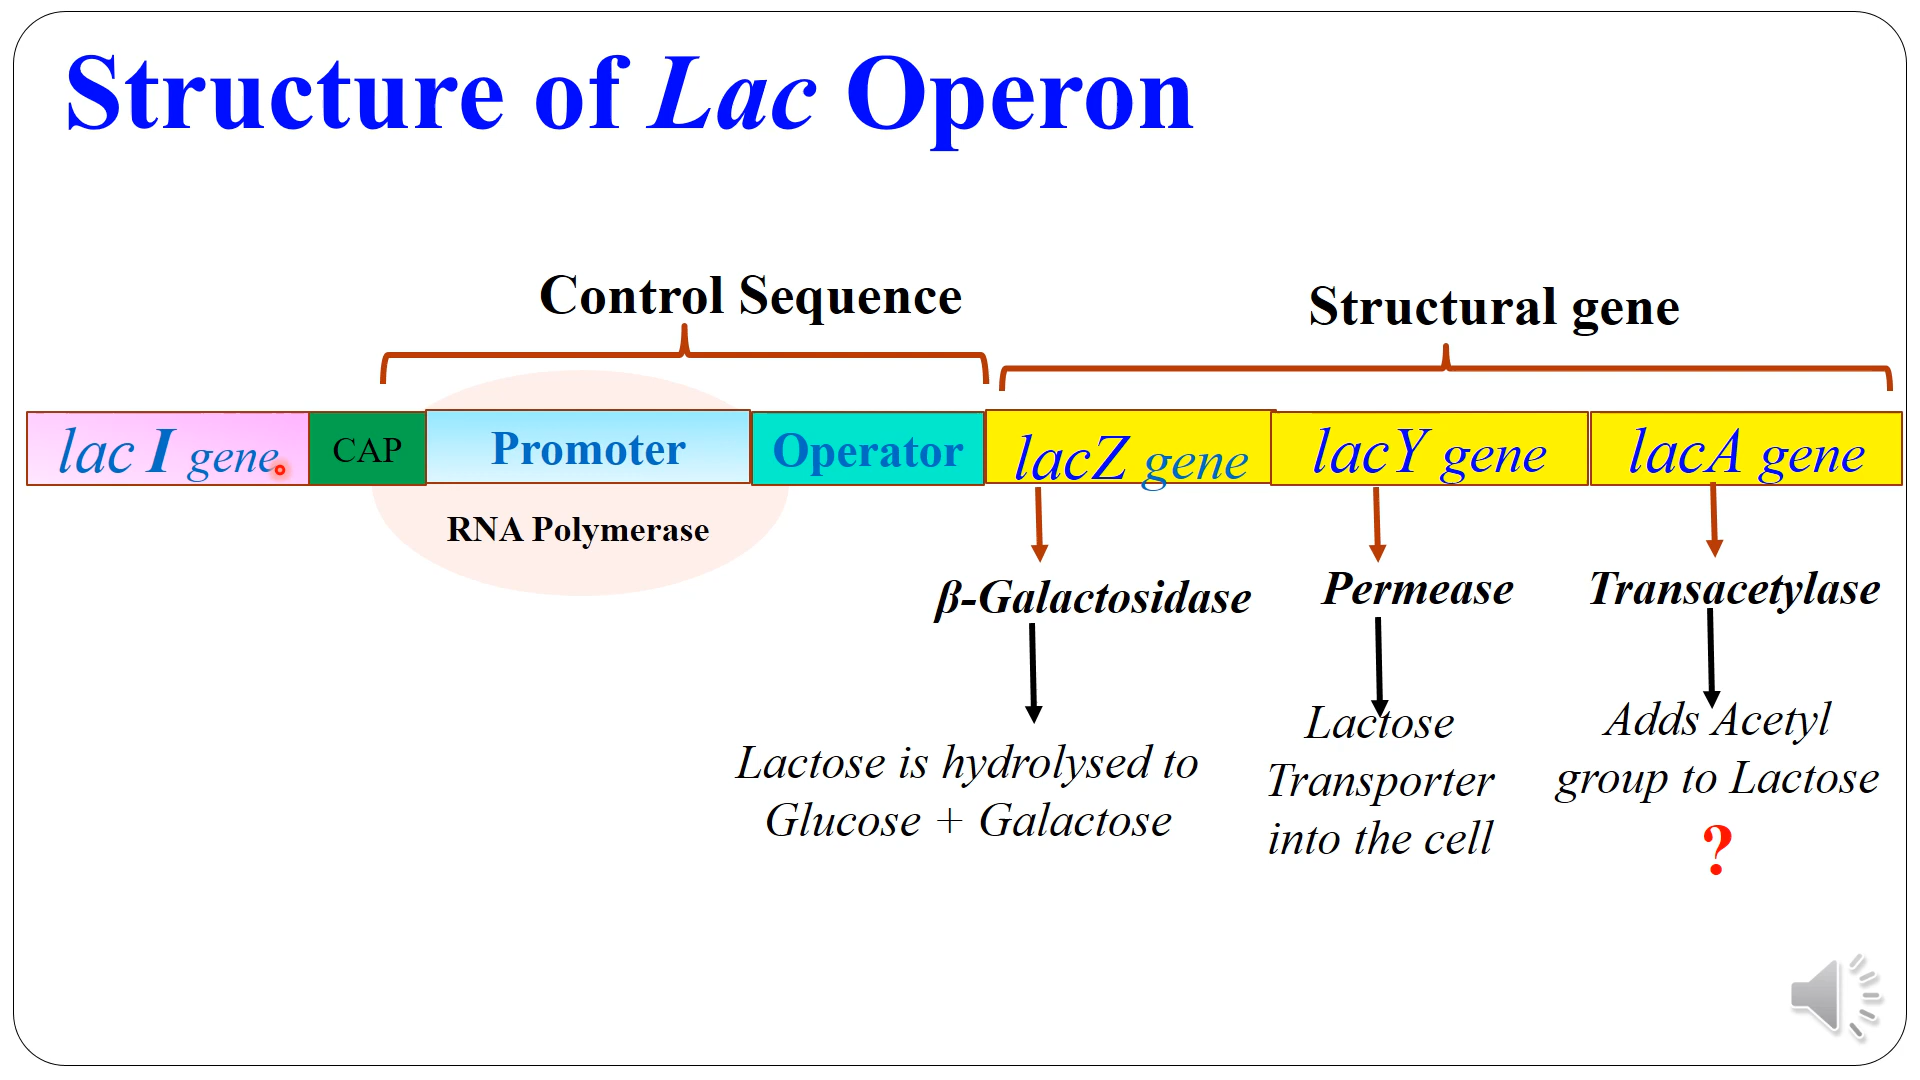 Structure of Lac Operon
Control Sequence
Structural gene
lac I gene
CAP
Promoter
Operator
lacZ gene
lacY gene
lacA gene
RNA Polymerase
β-Galactosidase
Permease
Transacetylase
Lactose is hydrolysed to
Glucose + Galactose
Lactose
Transporter
into the cell
Adds Acetyl
group to Lactose
?